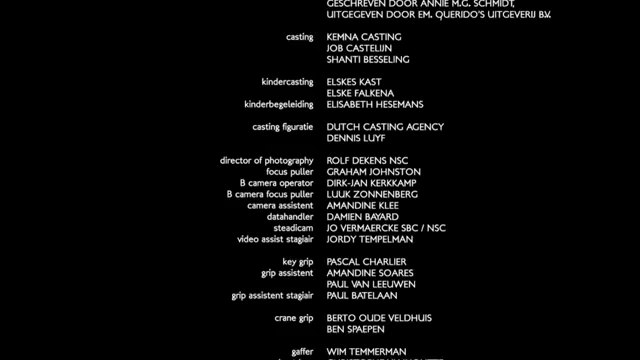 GESCHREVEN DOOR ANNIE M.G. SCHMIDT,
UITGEGEVEN DOOR EM. QUERIDO'S UITGEVERIJ B.V.
casting KEMNA CASTING
JOB CASTELIJN
SHANTI BESSELING
kindercasting ELSKES KAST
ELSKE FALKENA
kinderbegeleiding ELISABETH HESEMANS
casting figuratie DUTCH CASTING AGENCY
DENNIS LUYF
director of photography ROLF DEKENS NSC
focus puller GRAHAM JOHNSTON
B camera operator DIRK-JAN KERKKAMP
B camera focus puller LUUK ZONNENBERG
camera assistent AMANDINE KLEE
datahandler DAMIEN BAYARD
steadicam JO VERMAERCKE SBC / NSC
video assist stagiair JORDY TEMPELMAN
key grip PASCAL CHARLIER
grip assistent AMANDINE SOARES
PAUL VAN LEEUWEN
grip assistent stagiair PAUL BATELAAN
crane grip BERTO OUDE VELDHUIS
BEN SPAEPEN
gaffer WIM TEMMERMAN